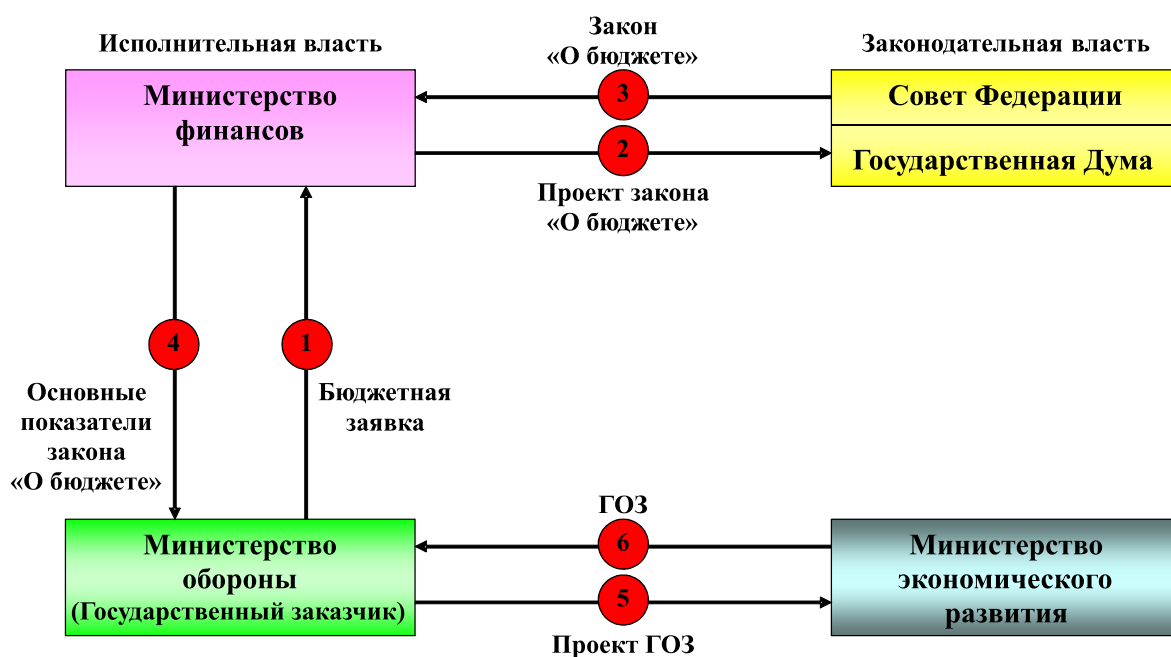 Исполнительная власть
Закон
«О бюджете»
Законодательная власть
Министерство
финансов
3
Совет Федерации
2
Государственная Дума
Проект закона
«О бюджете»
4
1
Основные
показатели
закона
«О бюджете»
Бюджетная
заявка
ГОЗ
Министерство
обороны
(Государственный заказчик)
6
5
Министерство
экономического
развития
Проект ГОЗ